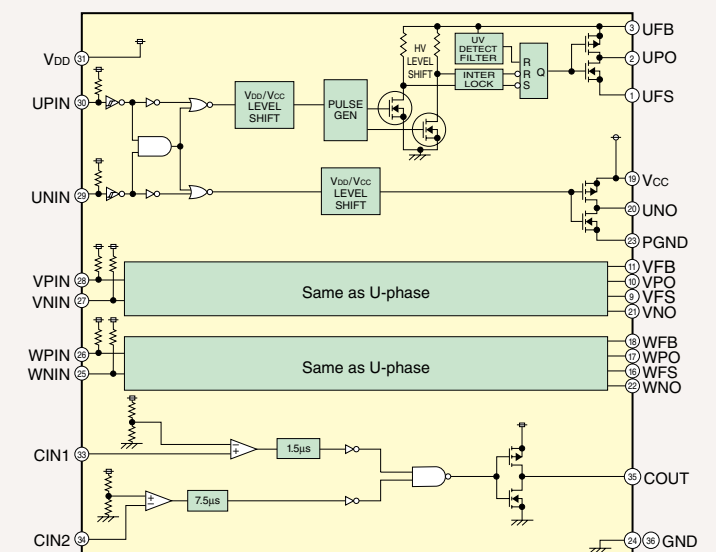 VDD 31
UPIN 30
UNIN 29
VPIN 28
VNIN 27
WPIN 26
WNIN 25
CIN1 33
CIN2 34
VDD/VCC
LEVEL
SHIFT
PULSE
GEN
HV
LEVEL
SHIFT
UV
DETECT
FILTER
INTER
LOCK
R
R
S
Q
VDD/VCC
LEVEL
SHIFT
Same as U-phase
Same as U-phase
−
+
1.5µs
+
−
7.5µs
3 UFB
2 UPO
1 UFS
19 VCC
20 UNO
23 PGND
11 VFB
10 VPO
9 VFS
21 VNO
18 WFB
17 WPO
16 WFS
22 WNO
35 COUT
24 36 GND